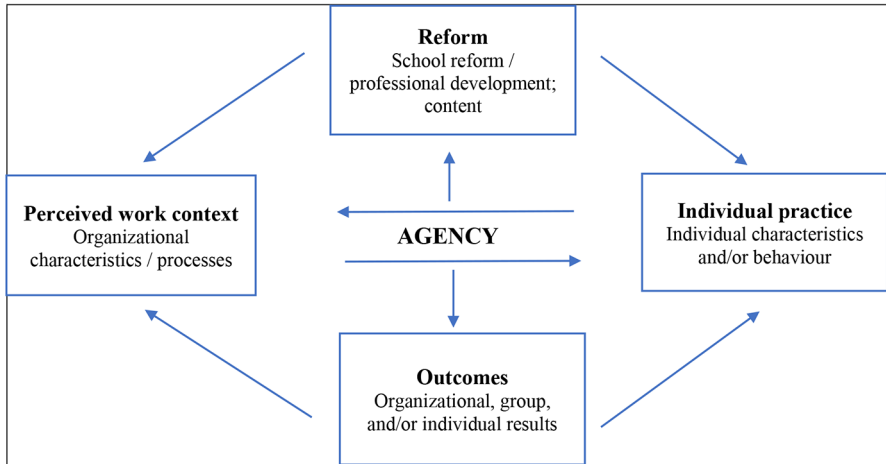 Reform
School reform /
professional development;
content
Perceived work context
Organizational
characteristics / processes
AGENCY
Individual practice
Individual characteristics
and/or behaviour
Outcomes
Organizational, group,
and/or individual results